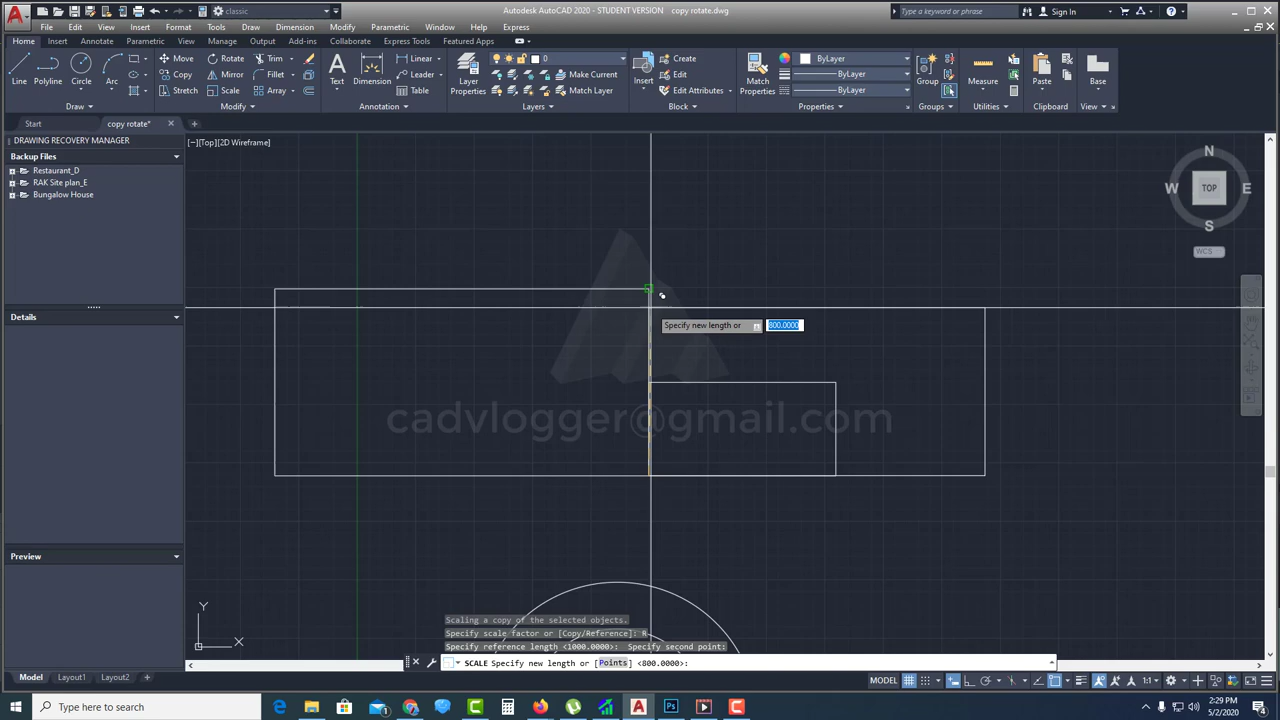 Autodesk AutoCAD 2020 - STUDENT VERSION copy rotate.dwg
classic
Type a keyword or phrase
Sign In
File Edit View Insert Format Tools Draw Dimension Modify Parametric Window Help Express
Home Insert Annotate Parametric View Manage Output Add-ins Collaborate Express Tools Featured Apps
Line Polyline Circle Arc
Move Rotate Trim
Copy Mirror Fillet
Stretch Scale Array
Text Dimension
Linear
Leader
Table
Layer Properties
0
Make Current
Match Layer
Insert
Create
Edit
Edit Attributes
Match Properties
ByLayer
ByLayer
ByLayer
Group
Measure
Paste
Base
Draw Modify Annotation Layers Block Properties Groups Utilities Clipboard View
Start copy rotate*
DRAWING RECOVERY MANAGER
Backup Files
Restaurant_D
RAK Site plan_E
Bungalow House
Details
Preview
[−][Top][2D Wireframe]
N
W TOP E
S
WCS
Specify new length or 800.0000
cadvlogger@gmail.com
Y
X
Scaling a copy of the selected objects.
Specify scale factor or [Copy/Reference]: R
Specify reference length <1000.0000>: Specify second point:
SCALE Specify new length or [Points] <800.0000>:
Model Layout1 Layout2
MODEL 1:1
Type here to search
2:29 PM
5/2/2020